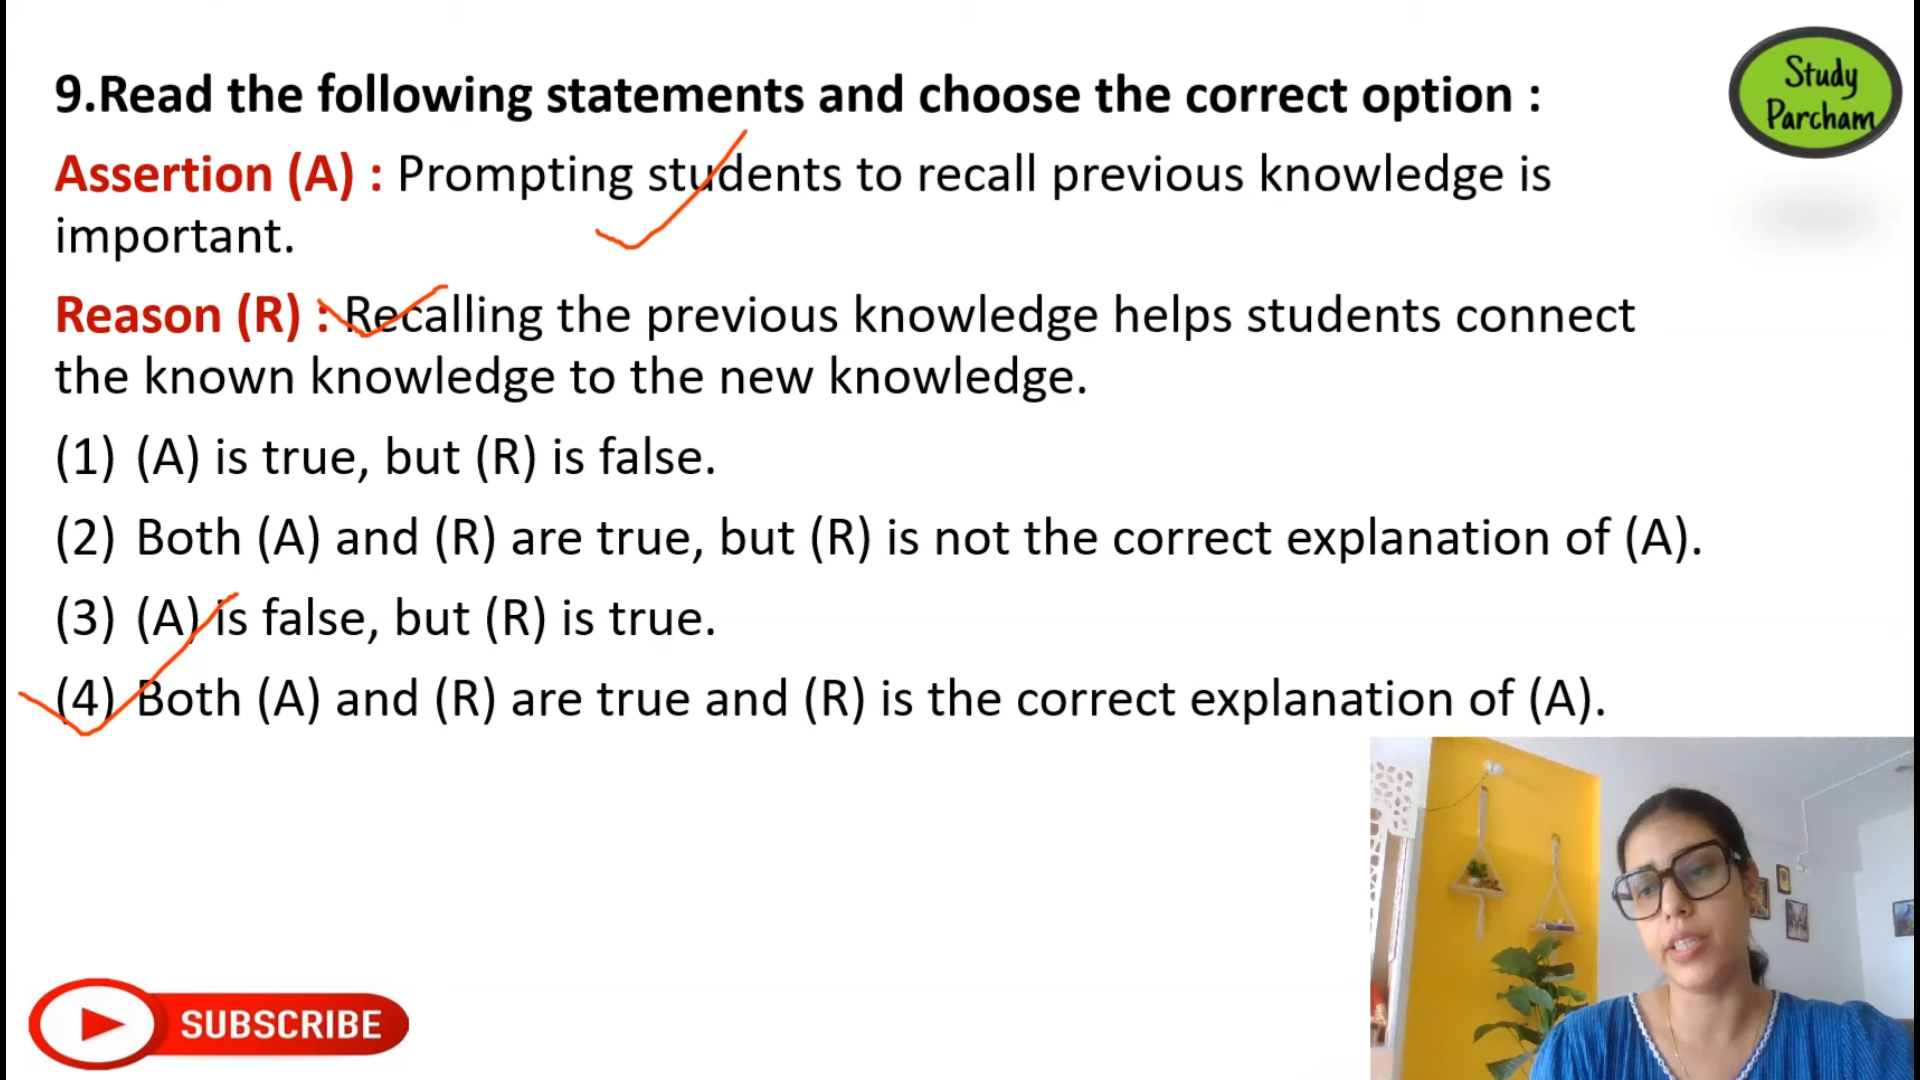 9.Read the following statements and choose the correct option :
Study
Parcham
Assertion (A) : Prompting students to recall previous knowledge is
important.
Reason (R) : Recalling the previous knowledge helps students connect
the known knowledge to the new knowledge.
(1) (A) is true, but (R) is false.
(2) Both (A) and (R) are true, but (R) is not the correct explanation of (A).
(3) (A) is false, but (R) is true.
(4) Both (A) and (R) are true and (R) is the correct explanation of (A).
SUBSCRIBE